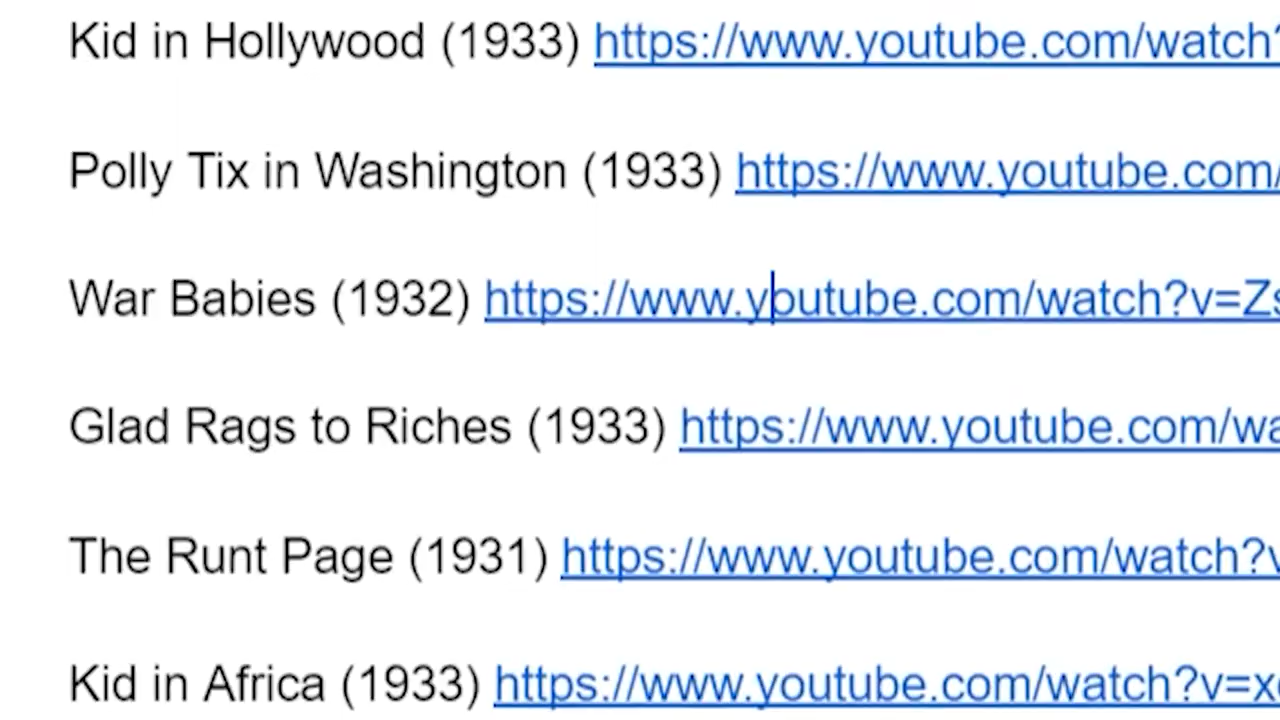 Kid in Hollywood (1933) https://www.youtube.com/watch?
Polly Tix in Washington (1933) https://www.youtube.com/
War Babies (1932) https://www.youtube.com/watch?v=Zs
Glad Rags to Riches (1933) https://www.youtube.com/wa
The Runt Page (1931) https://www.youtube.com/watch?v
Kid in Africa (1933) https://www.youtube.com/watch?v=x